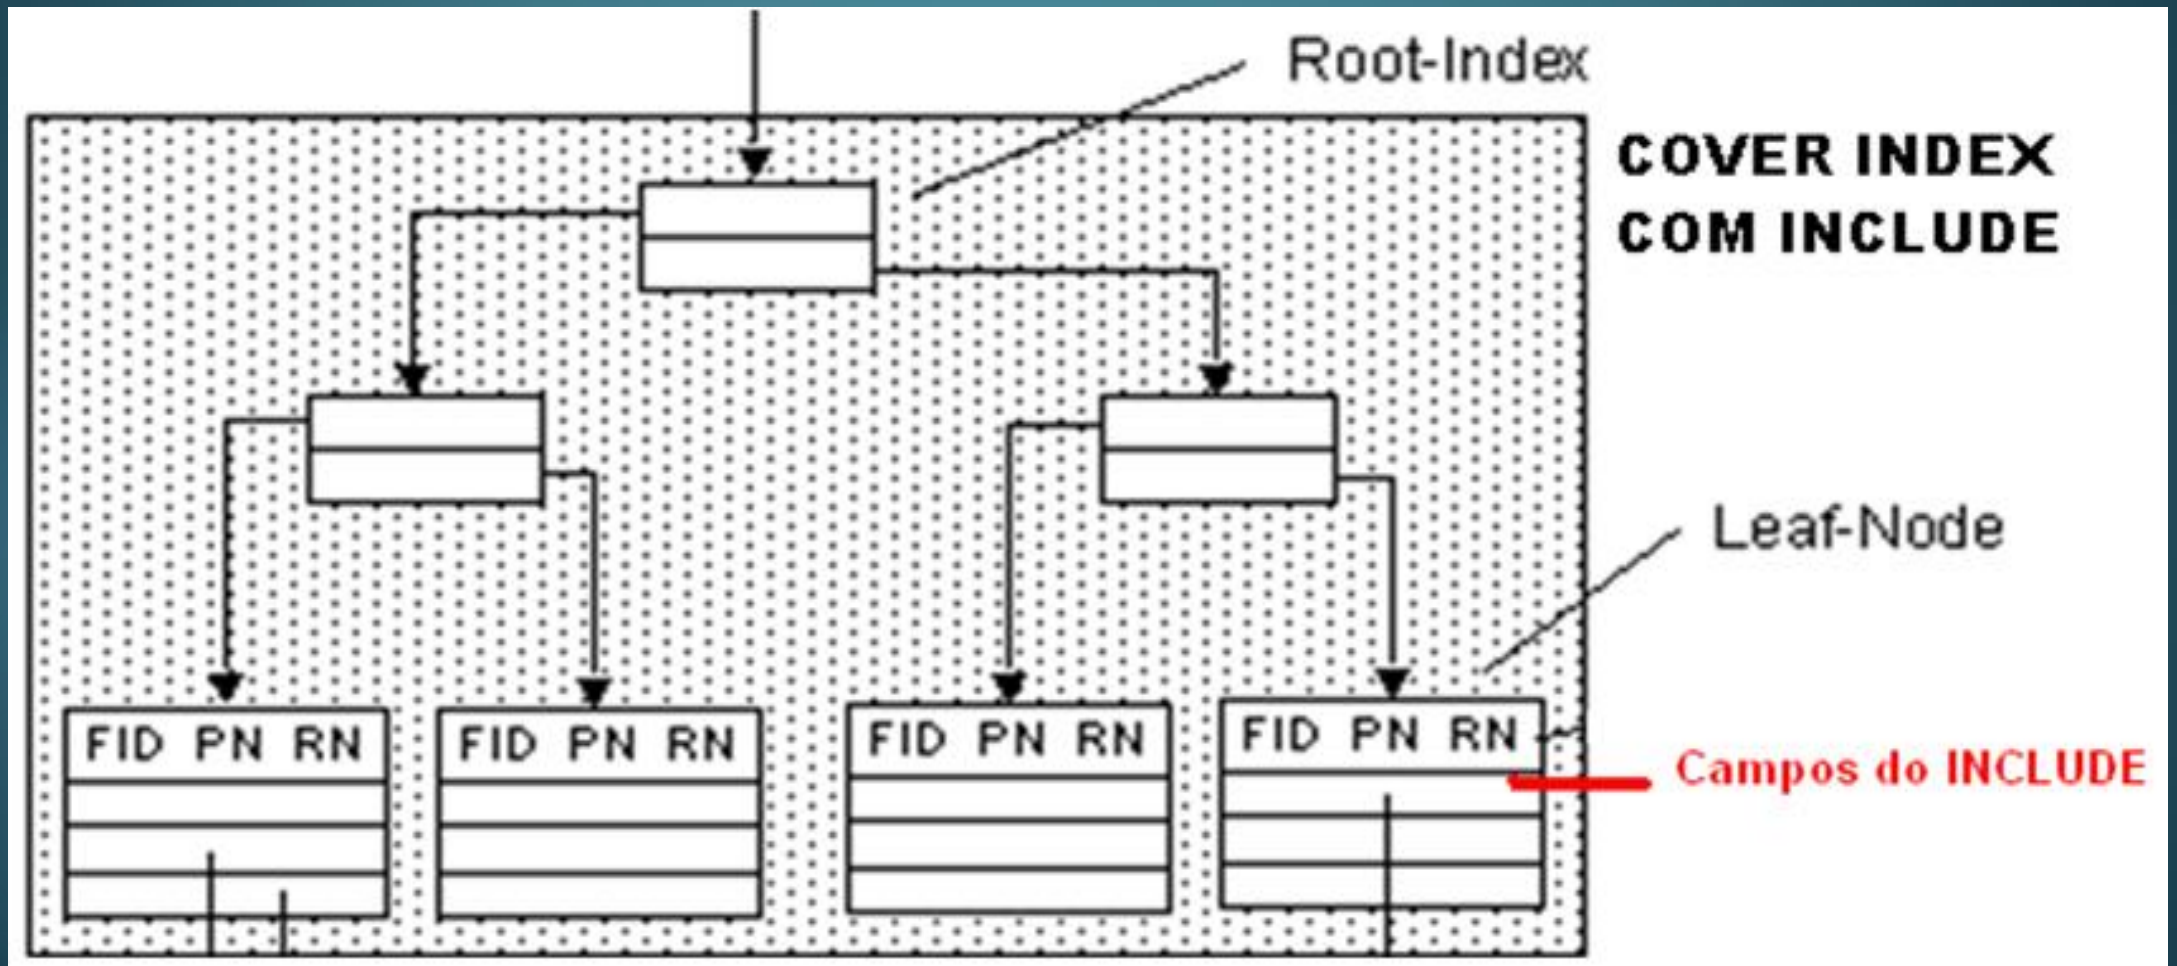 Root-Index
COVER INDEX
COM INCLUDE
Leaf-Node
FID PN RN
FID PN RN
FID PN RN
FID PN RN
Campos do INCLUDE